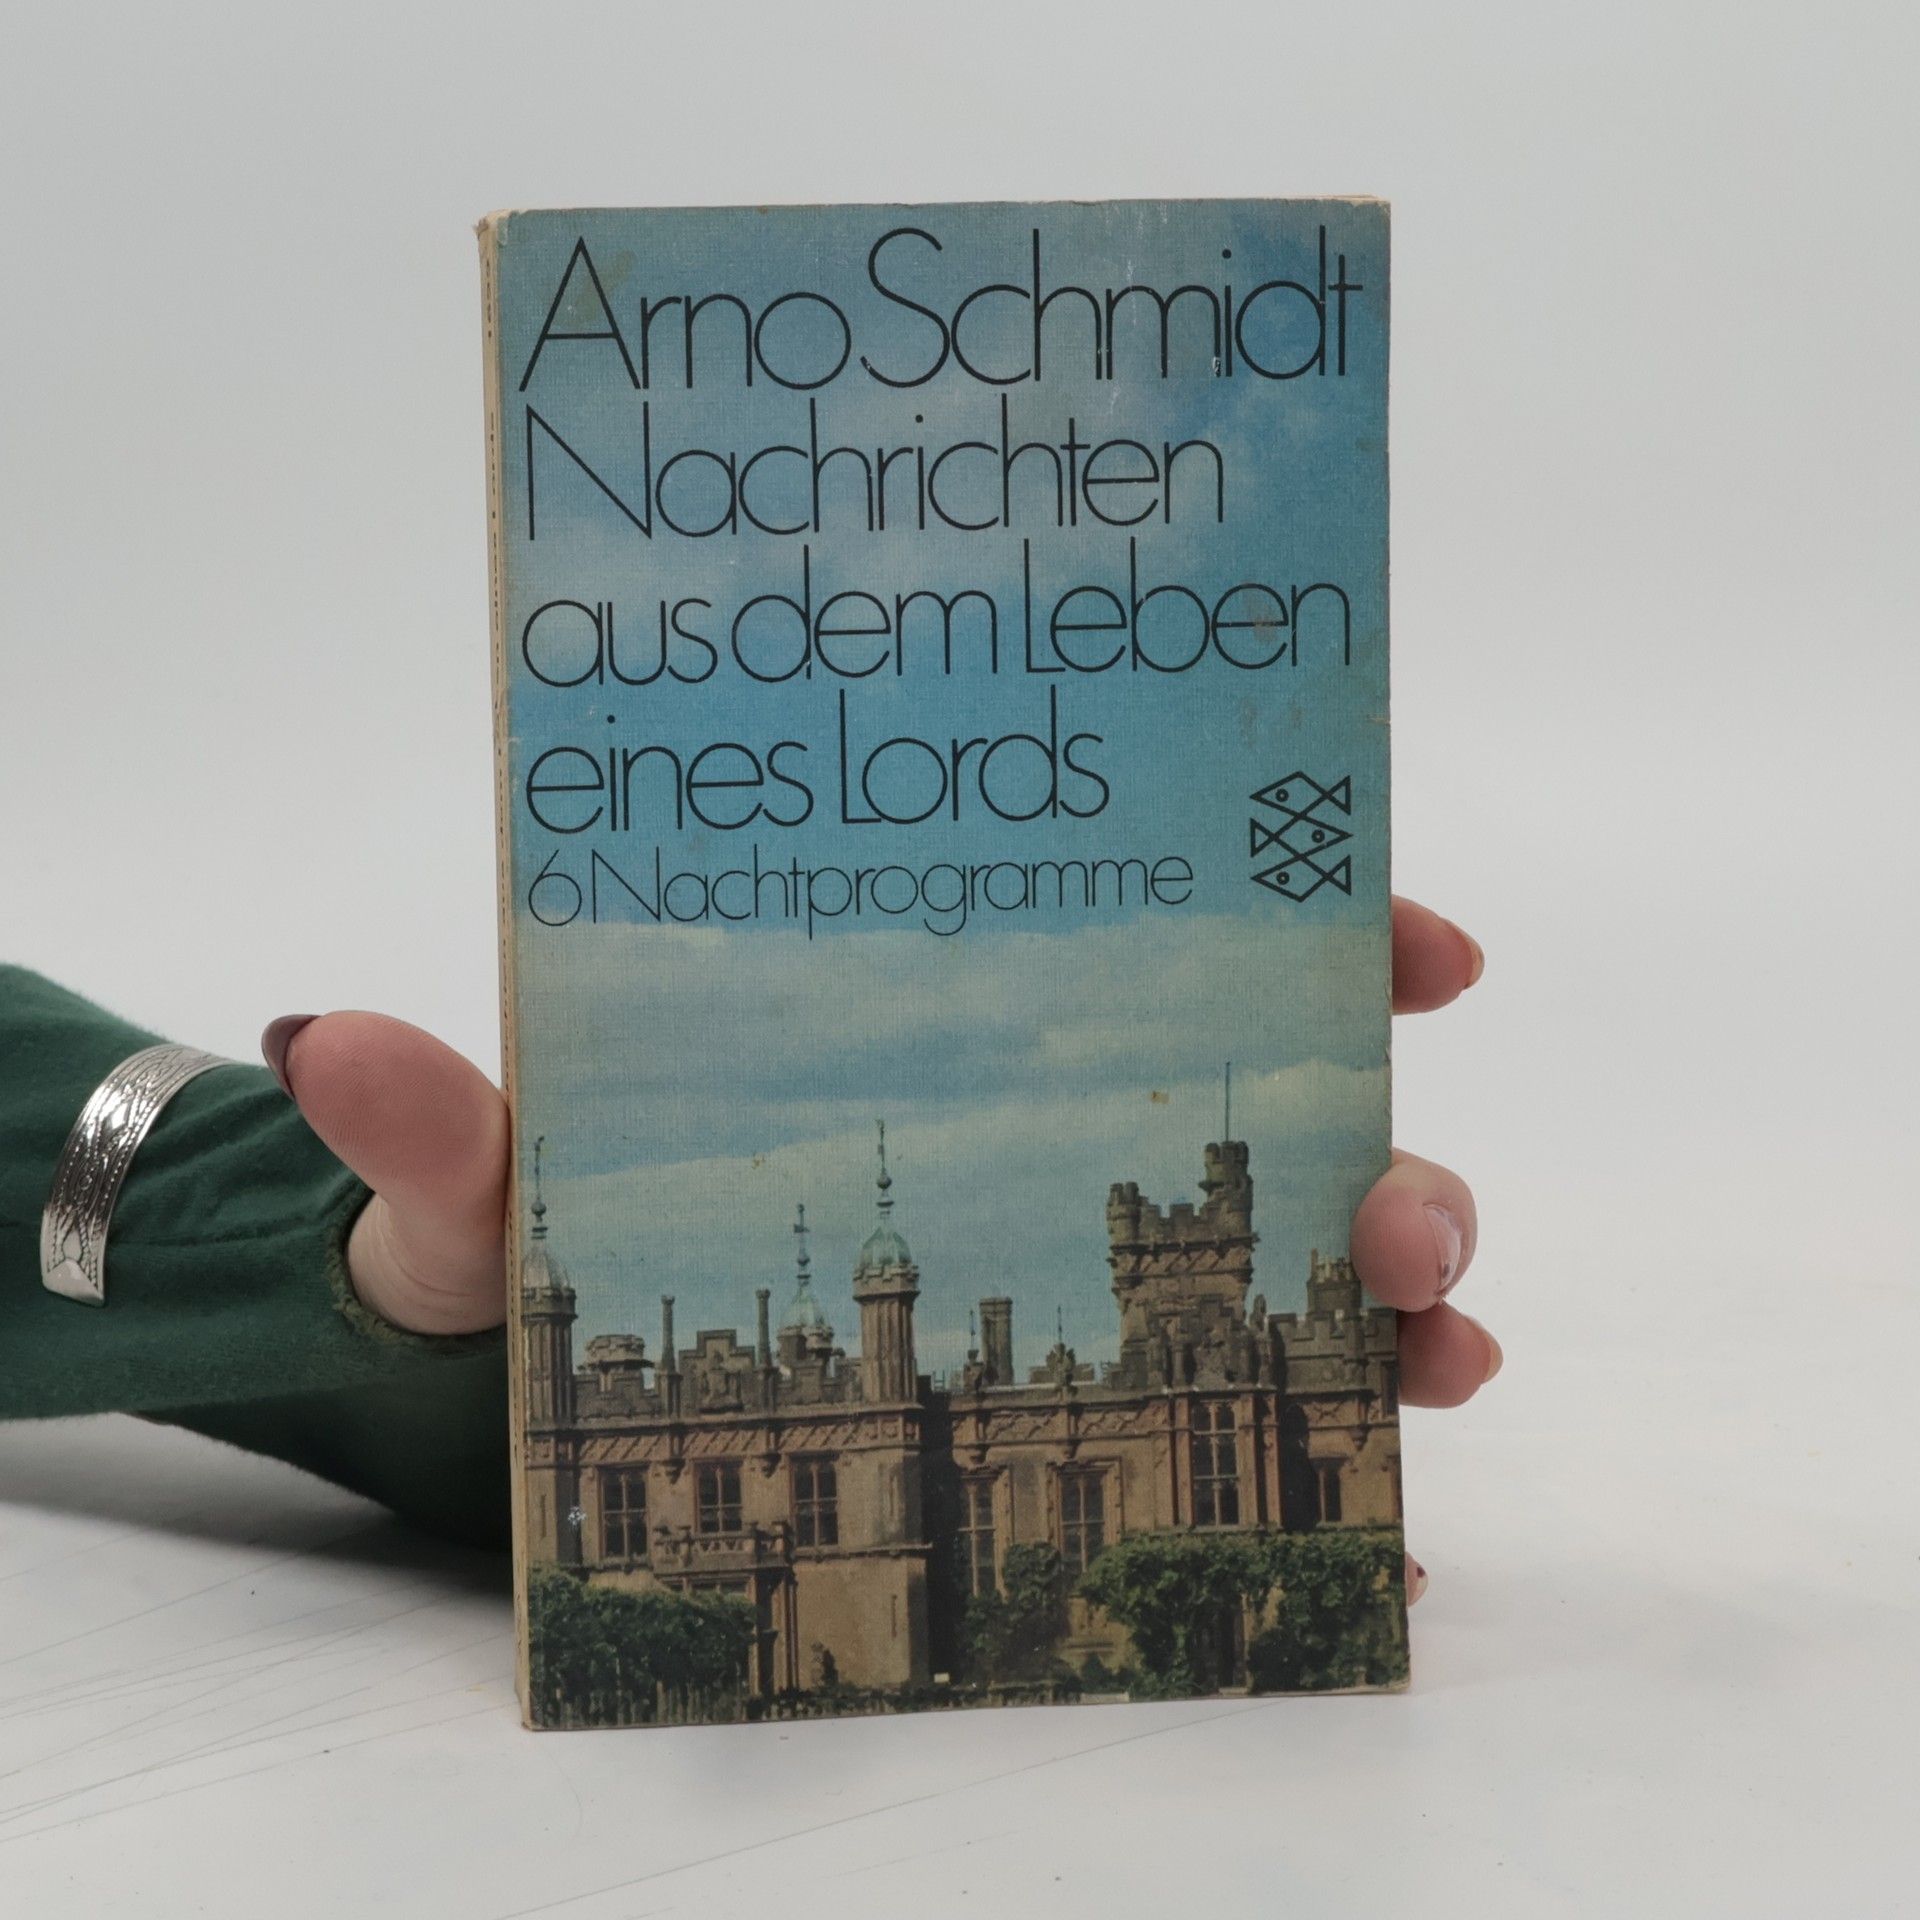 Arno Schmidt
Nachrichten
aus dem Leben
eines Lords
6 Nachtprogramme